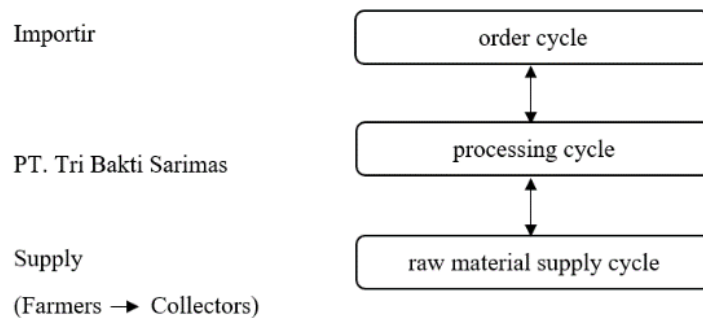 Importir
order cycle
PT. Tri Bakti Sarimas
processing cycle
Supply
(Farmers → Collectors)
raw material supply cycle